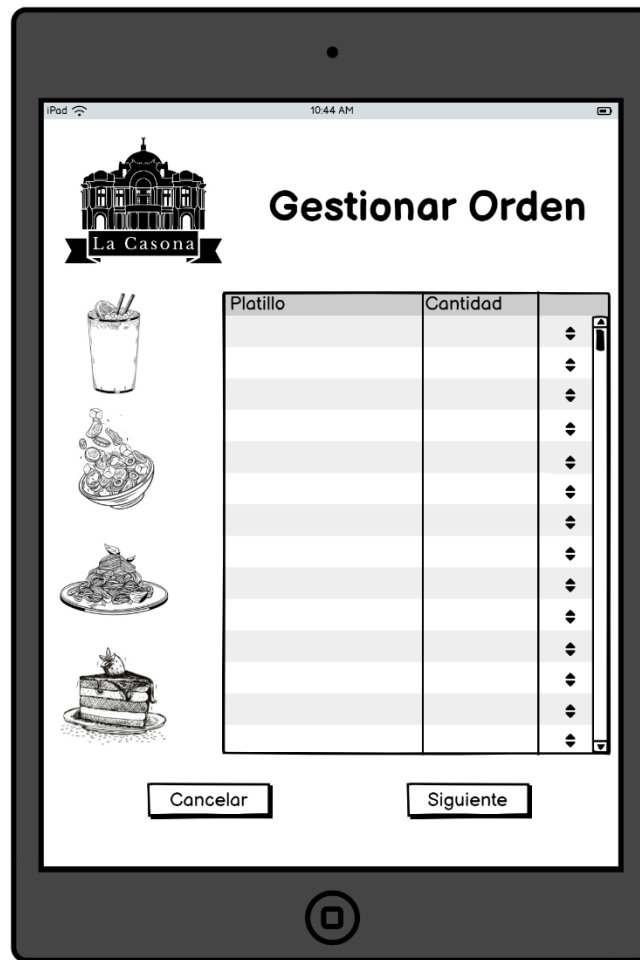 iPad 10:44 AM
La Casona
Gestionar Orden
Platillo Cantidad
Cancelar Siguiente